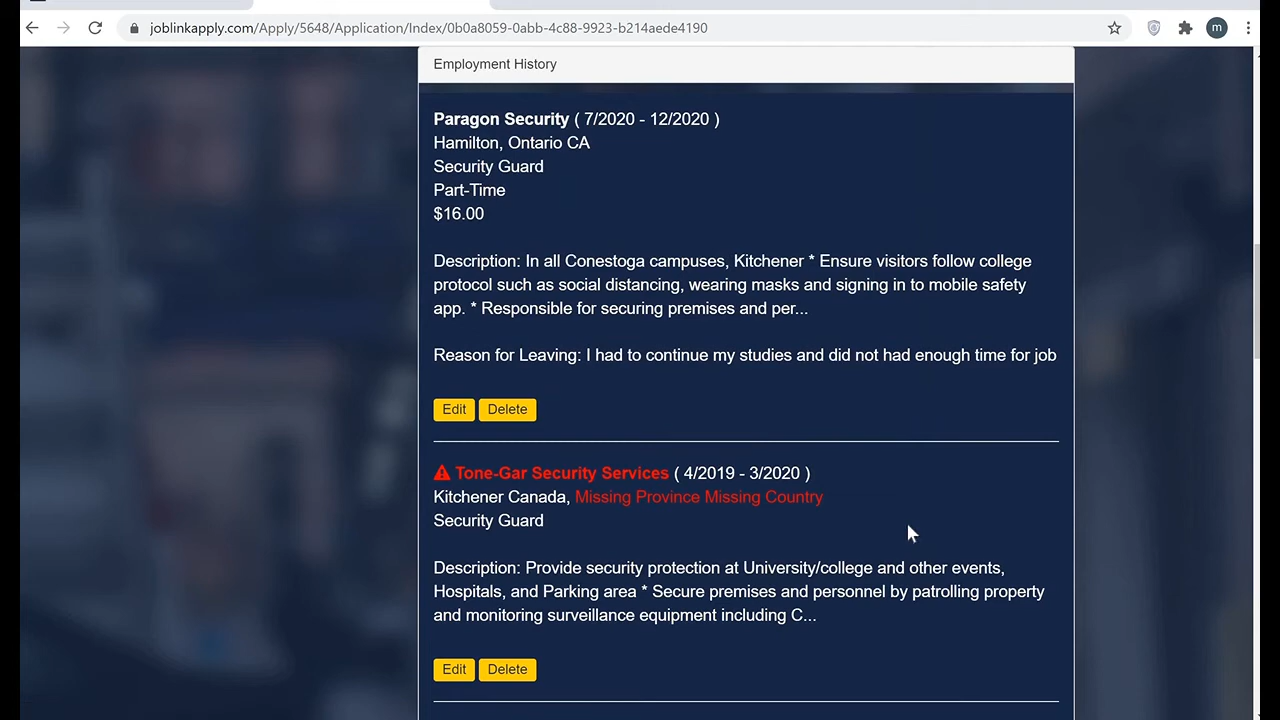 joblinkapply.com/Apply/5648/Application/Index/0b0a8059-0abb-4c88-9923-b214aede4190
m
Employment History
Paragon Security ( 7/2020 - 12/2020 )
Hamilton, Ontario CA
Security Guard
Part-Time
$16.00
Description: In all Conestoga campuses, Kitchener * Ensure visitors follow college
protocol such as social distancing, wearing masks and signing in to mobile safety
app. * Responsible for securing premises and per...
Reason for Leaving: I had to continue my studies and did not had enough time for job
Edit Delete
Tone-Gar Security Services ( 4/2019 - 3/2020 )
Kitchener Canada, Missing Province Missing Country
Security Guard
Description: Provide security protection at University/college and other events,
Hospitals, and Parking area * Secure premises and personnel by patrolling property
and monitoring surveillance equipment including C...
Edit Delete